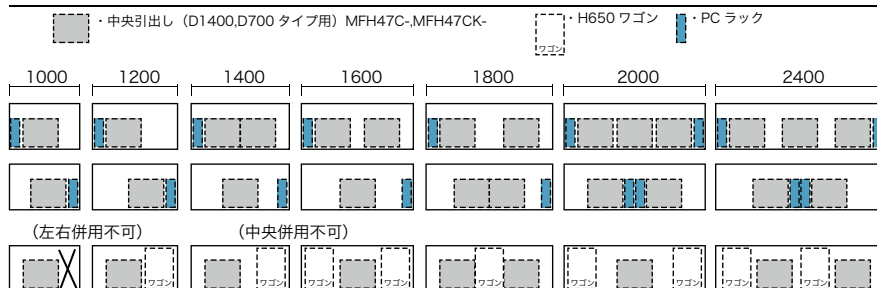 ・中央引出し（D1400,D700 タイプ用）MFH47C-,MFH47CK-
・H650 ワゴン
・PC ラック
ワゴン
1000 1200 1400 1600 1800 2000 2400
（左右併用不可） （中央併用不可）
ワゴン ワゴン ワゴン ワゴン ワゴン ワゴン ワゴン ワゴン ワゴン